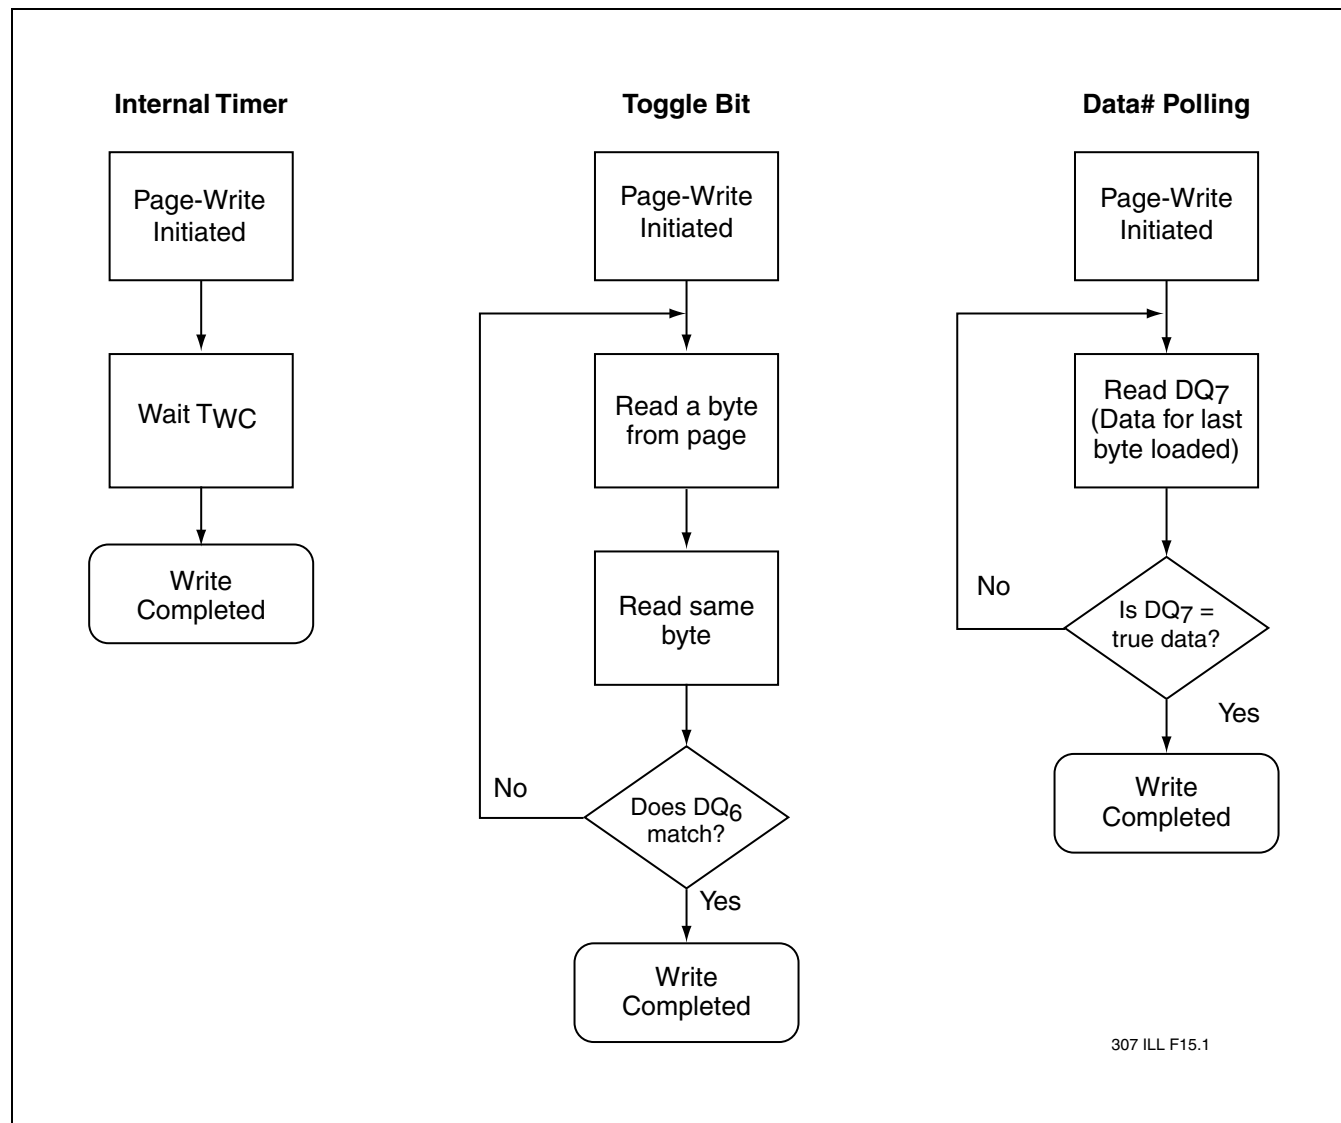 Internal Timer
Page-Write
Initiated
Wait TWC
Write
Completed
Toggle Bit
Page-Write
Initiated
Read a byte
from page
Read same
byte
No
Does DQ6
match?
Yes
Write
Completed
Data# Polling
Page-Write
Initiated
Read DQ7
(Data for last
byte loaded)
No
Is DQ7 =
true data?
Yes
Write
Completed
307 ILL F15.1